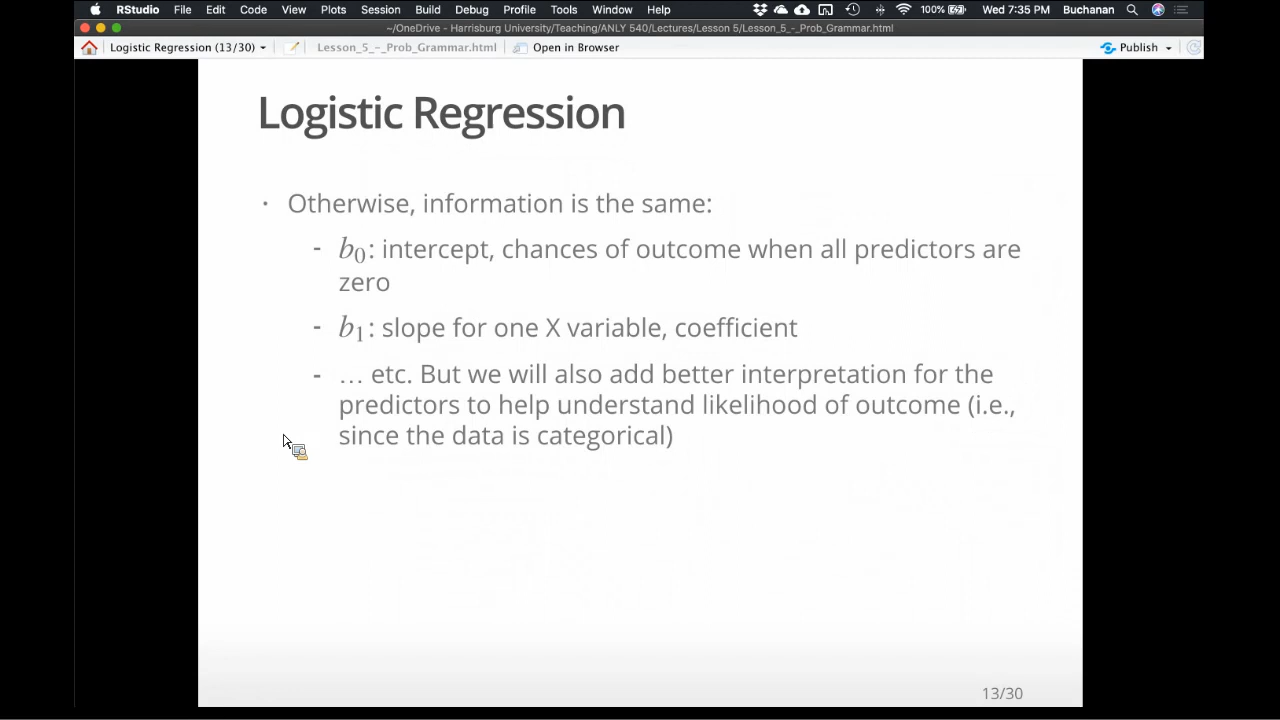 RStudio File Edit Code View Plots Session Build Debug Profile Tools Window Help 100% Wed 7:35 PM Buchanan
~/OneDrive - Harrisburg University/Teaching/ANLY 540/Lectures/Lesson 5/Lesson_5_-_Prob_Grammar.html
Logistic Regression (13/30) Lesson_5_-_Prob_Grammar.html Open in Browser Publish
Logistic Regression
· Otherwise, information is the same:
- b₀: intercept, chances of outcome when all predictors are
zero
- b₁: slope for one X variable, coefficient
- … etc. But we will also add better interpretation for the
predictors to help understand likelihood of outcome (i.e.,
since the data is categorical)
13/30